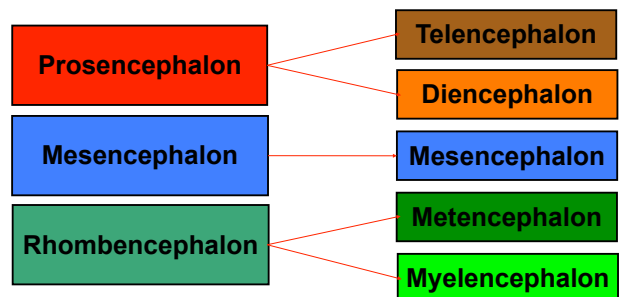 Prosencephalon
Telencephalon
Diencephalon
Mesencephalon
Mesencephalon
Rhombencephalon
Metencephalon
Myelencephalon